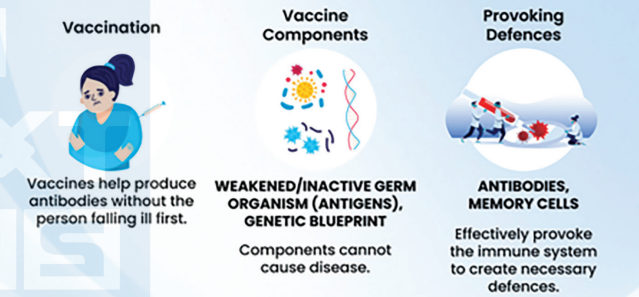 Vaccination
Vaccines help produce
antibodies without the
person falling ill first.
Vaccine
Components
WEAKENED/INACTIVE GERM
ORGANISM (ANTIGENS),
GENETIC BLUEPRINT
Components cannot
cause disease.
Provoking
Defences
ANTIBODIES,
MEMORY CELLS
Effectively provoke
the immune system
to create necessary
defences.